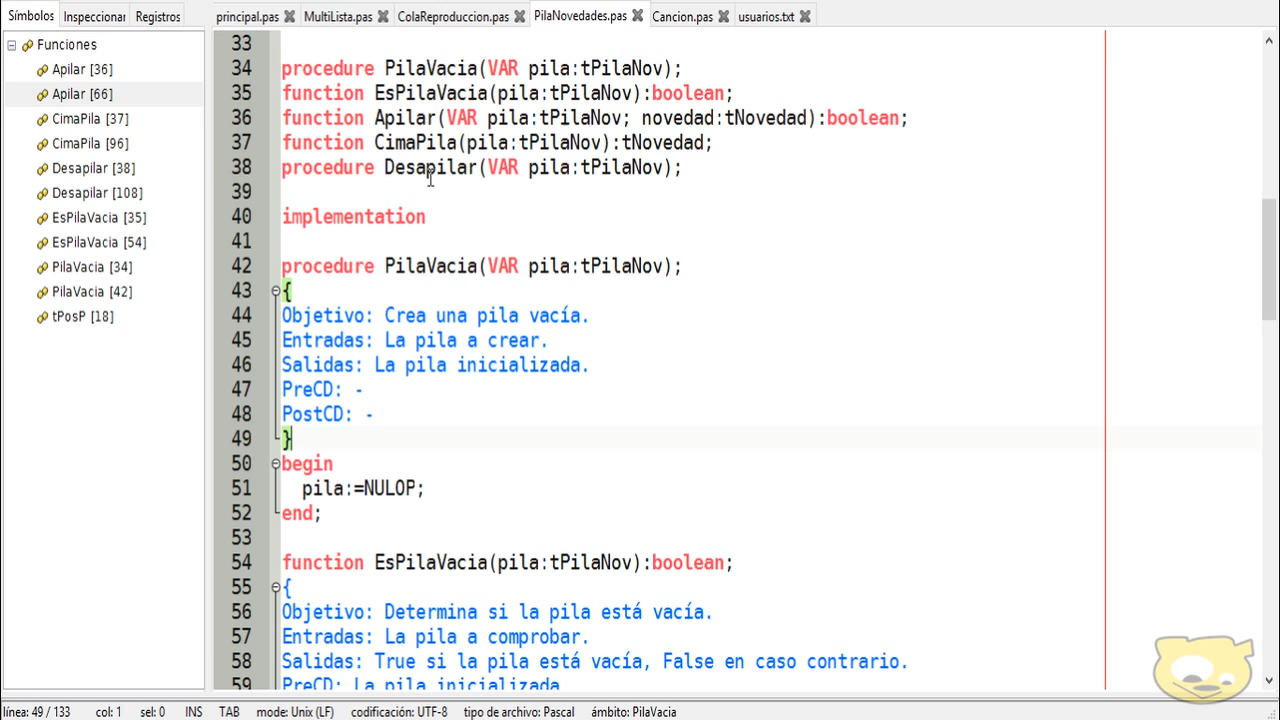 Símbolos Inspeccionar Registros principal.pas MultiLista.pas ColaReproduccion.pas PilaNovedades.pas Cancion.pas usuarios.txt
Funciones
Apilar [36]
Apilar [66]
CimaPila [37]
CimaPila [96]
Desapilar [38]
Desapilar [108]
EsPilaVacia [35]
EsPilaVacia [54]
PilaVacia [34]
PilaVacia [42]
tPosP [18]
33
34 procedure PilaVacia(VAR pila:tPilaNov);
35 function EsPilaVacia(pila:tPilaNov):boolean;
36 function Apilar(VAR pila:tPilaNov; novedad:tNovedad):boolean;
37 function CimaPila(pila:tPilaNov):tNovedad;
38 procedure Desapilar(VAR pila:tPilaNov);
39
40 implementation
41
42 procedure PilaVacia(VAR pila:tPilaNov);
43 {
44 Objetivo: Crea una pila vacía.
45 Entradas: La pila a crear.
46 Salidas: La pila inicializada.
47 PreCD: -
48 PostCD: -
49 }
50 begin
51 pila:=NULOP;
52 end;
53
54 function EsPilaVacia(pila:tPilaNov):boolean;
55 {
56 Objetivo: Determina si la pila está vacía.
57 Entradas: La pila a comprobar.
58 Salidas: True si la pila está vacía, False en caso contrario.
59 PreCD: La pila inicializada
línea: 49 / 133 col: 1 sel: 0 INS TAB mode: Unix (LF) codificación: UTF-8 tipo de archivo: Pascal ámbito: PilaVacia